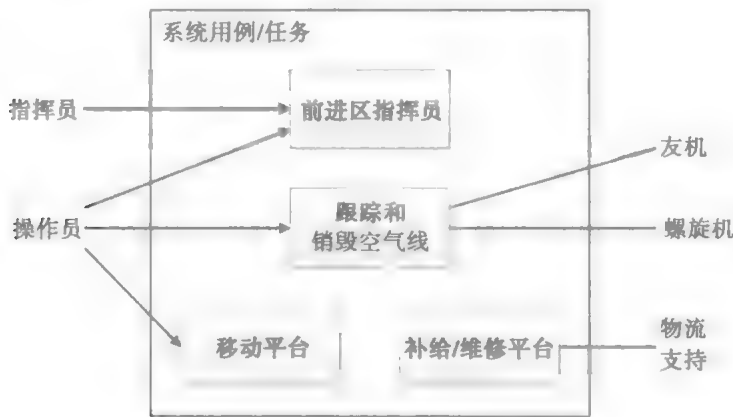 系统用例/任务
指挥员
前进区指挥员
友机
操作员
跟踪和
销毁空气线
螺旋机
移动平台
补给/维修平台
物流
支持